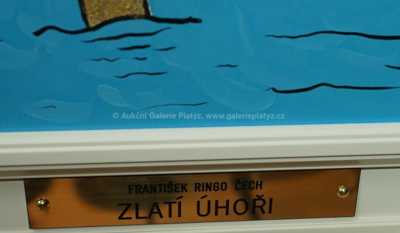 © Aukční Galerie Platýz, www.galerieplatyz.cz
FRANTIŠEK RINGO ČECH
ZLATÍ ÚHOŘI